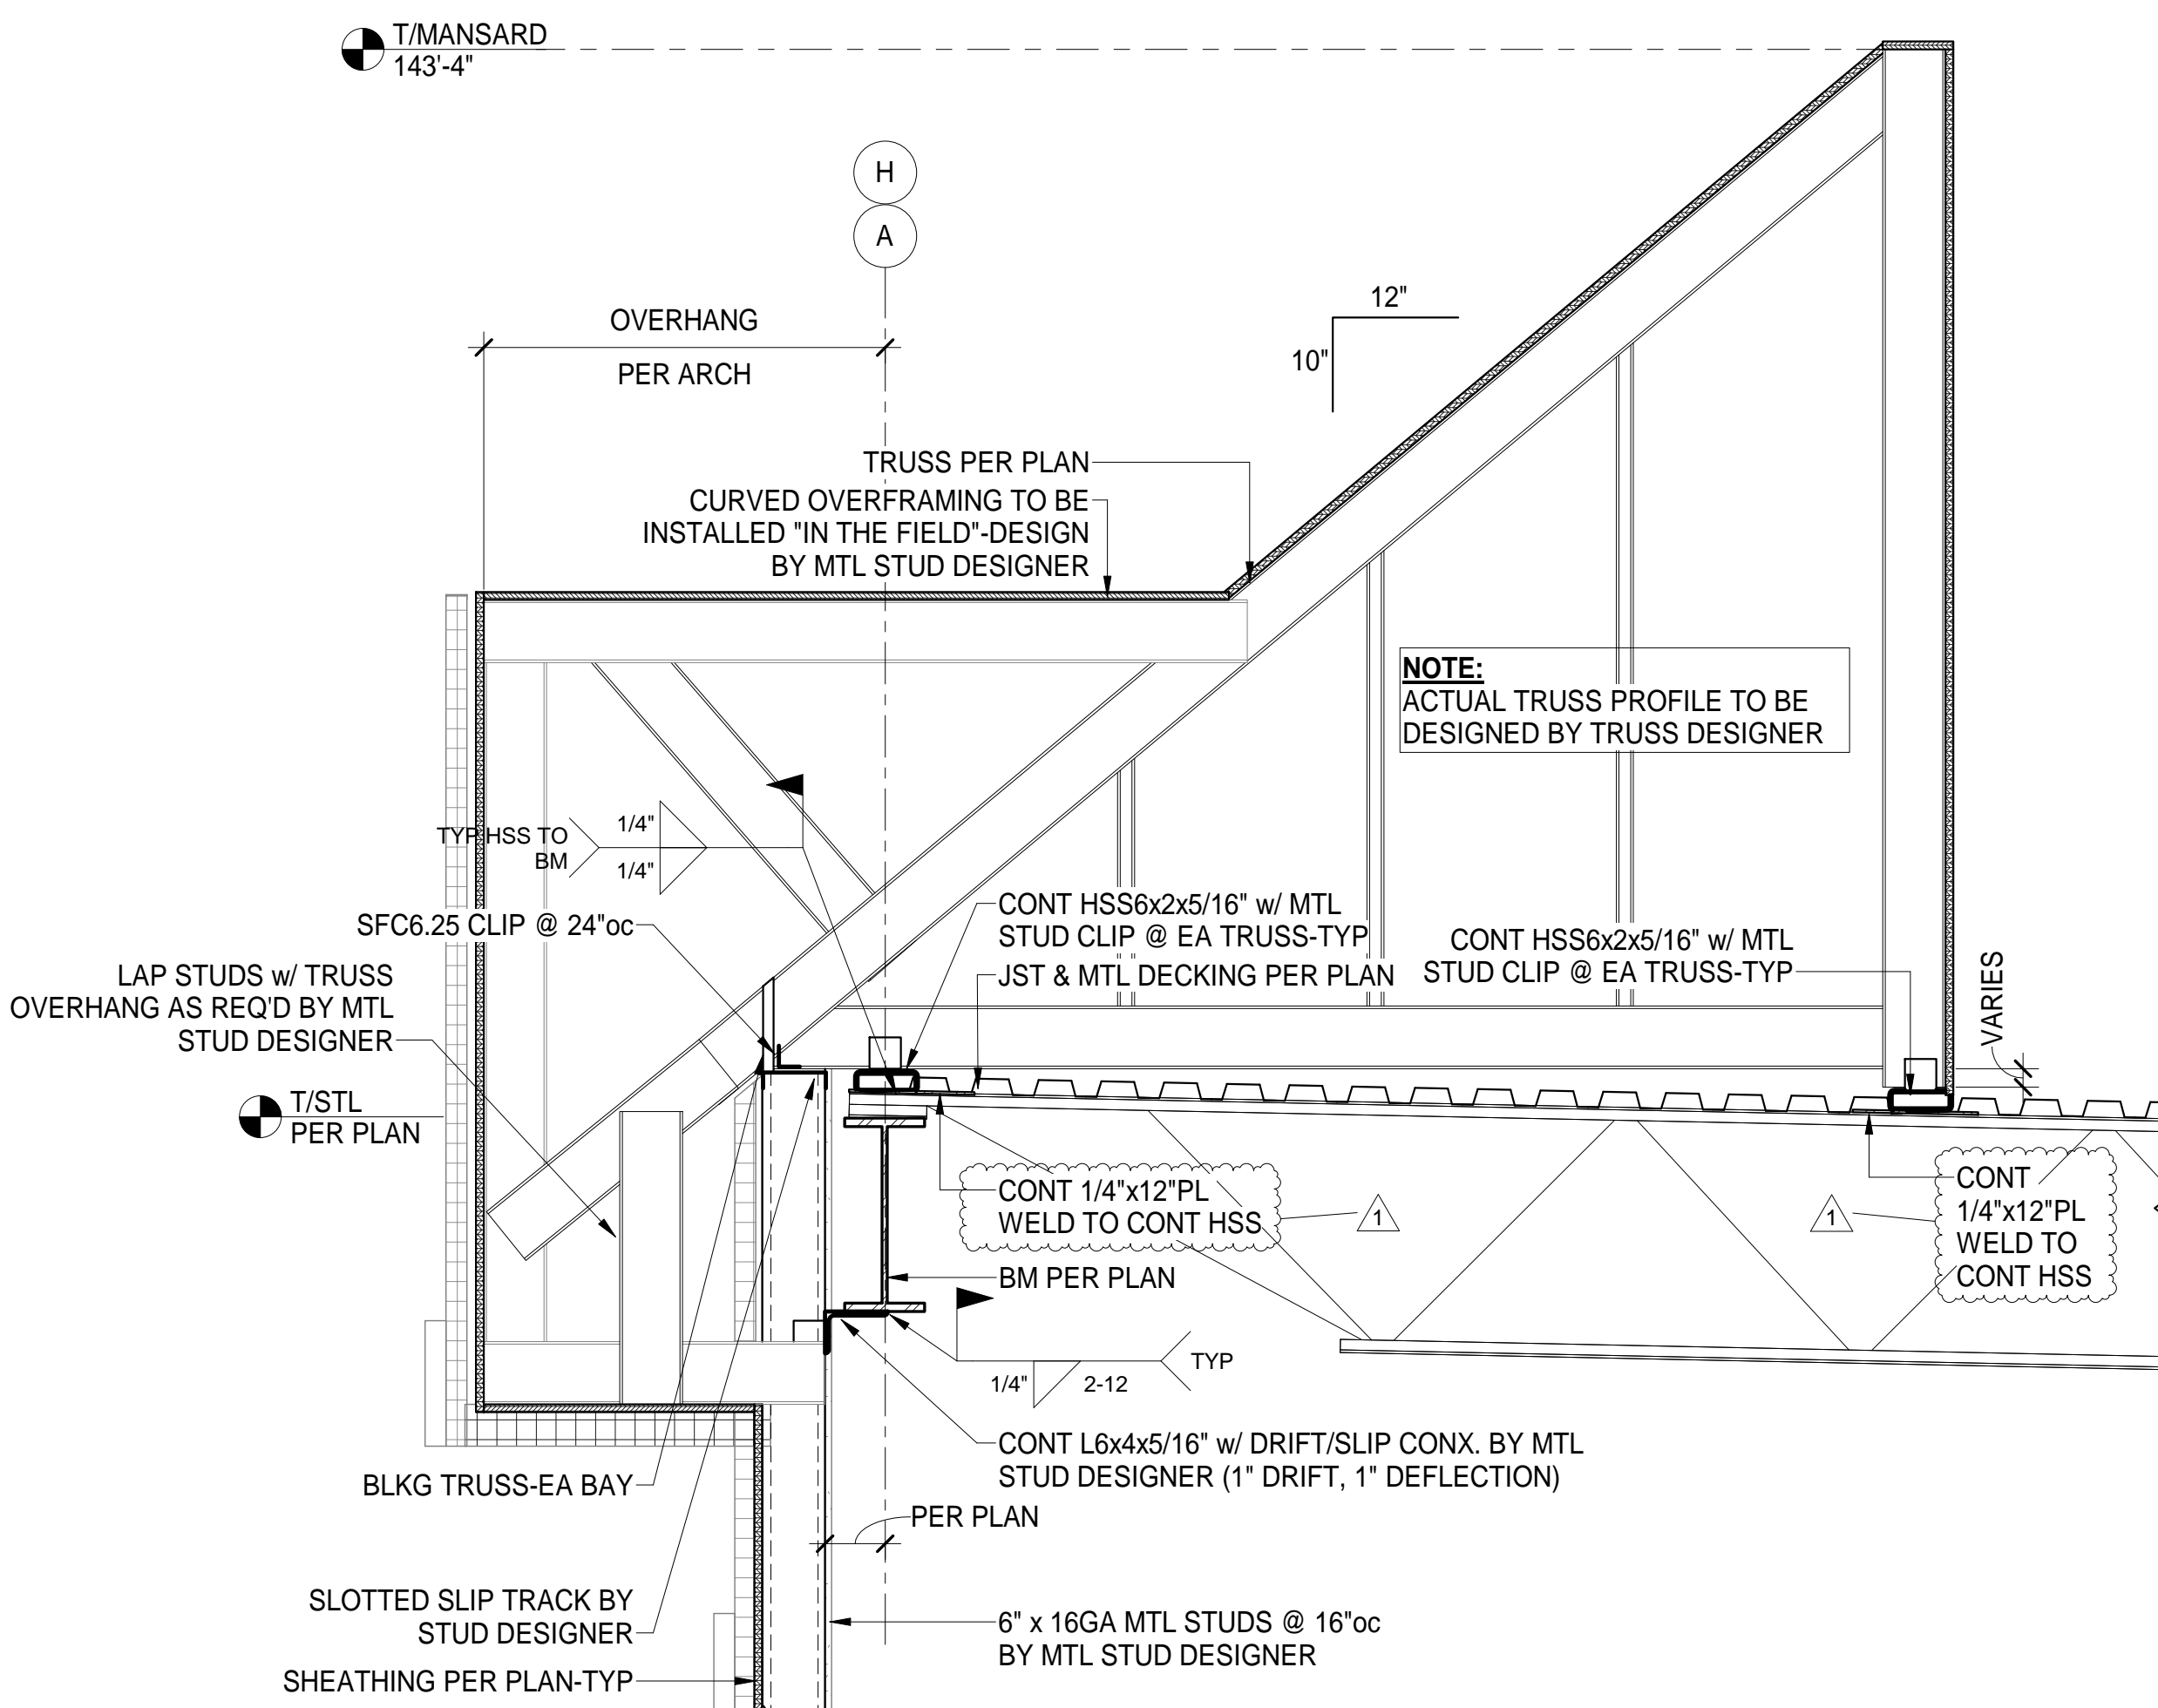 T/MANSARD
143'-4"
H
A
OVERHANG
PER ARCH
12"
10"
TRUSS PER PLAN
CURVED OVERFRAMING TO BE
INSTALLED "IN THE FIELD"-DESIGN
BY MTL STUD DESIGNER
NOTE:
ACTUAL TRUSS PROFILE TO BE
DESIGNED BY TRUSS DESIGNER
TYP HSS TO
BM
1/4"
1/4"
SFC6.25 CLIP @ 24"oc
CONT HSS6x2x5/16" w/ MTL
STUD CLIP @ EA TRUSS-TYP
CONT HSS6x2x5/16" w/ MTL
STUD CLIP @ EA TRUSS-TYP
JST & MTL DECKING PER PLAN
VARIES
LAP STUDS w/ TRUSS
OVERHANG AS REQ'D BY MTL
STUD DESIGNER
T/STL
PER PLAN
CONT 1/4"x12"PL
WELD TO CONT HSS
1
1
CONT
1/4"x12"PL
WELD TO
CONT HSS
BM PER PLAN
TYP
1/4"
2-12
CONT L6x4x5/16" w/ DRIFT/SLIP CONX. BY MTL
STUD DESIGNER (1" DRIFT, 1" DEFLECTION)
BLKG TRUSS-EA BAY
PER PLAN
SLOTTED SLIP TRACK BY
STUD DESIGNER
6" x 16GA MTL STUDS @ 16"oc
BY MTL STUD DESIGNER
SHEATHING PER PLAN-TYP